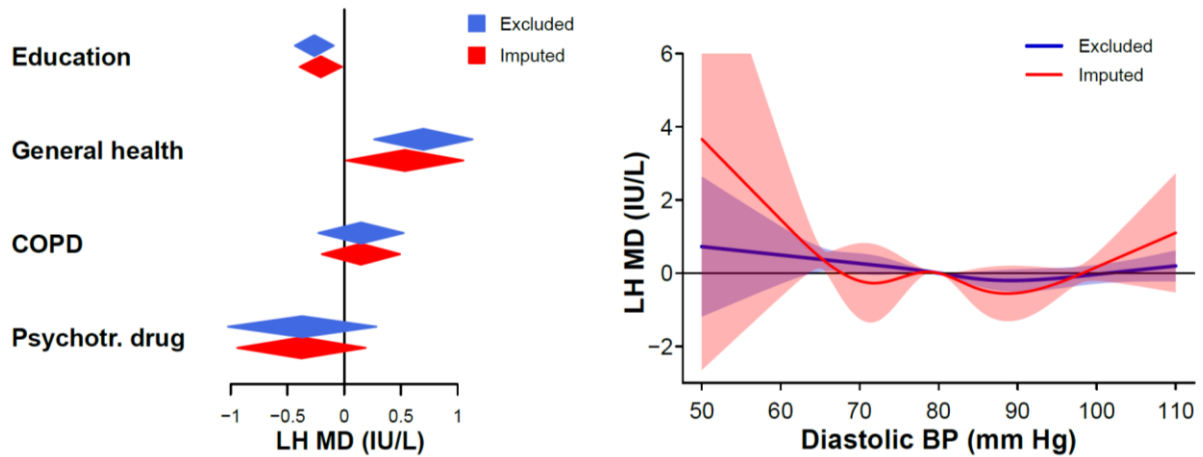 Excluded
Imputed
Education
General health
COPD
Psychotr. drug
−1 −0.5 0 0.5 1
LH MD (IU/L)
Excluded
Imputed
6
4
2
0
−2
LH MD (IU/L)
50 60 70 80 90 100 110
Diastolic BP (mm Hg)